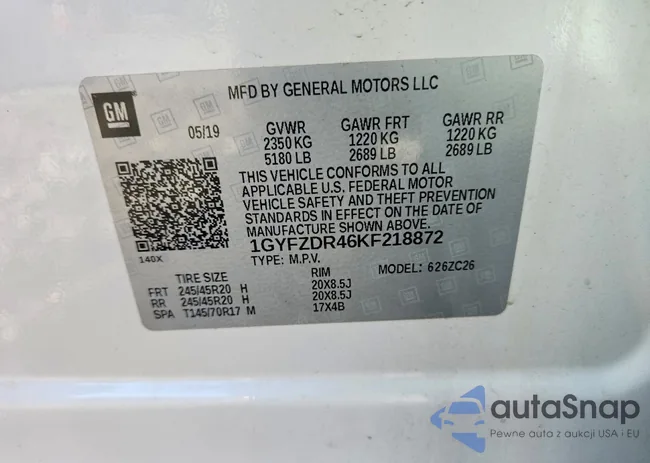 GM
MFD BY GENERAL MOTORS LLC
05/19 GVWR GAWR FRT GAWR RR
2350 KG 1220 KG 1220 KG
5180 LB 2689 LB 2689 LB
THIS VEHICLE CONFORMS TO ALL
APPLICABLE U.S. FEDERAL MOTOR
VEHICLE SAFETY AND THEFT PREVENTION
STANDARDS IN EFFECT ON THE DATE OF
MANUFACTURE SHOWN ABOVE.
1GYFZDR46KF218872
140X
TYPE: M.P.V. MODEL: 626ZC26
TIRE SIZE RIM
FRT 245/45R20 H 20X8.5J
RR 245/45R20 H 20X8.5J
SPA T145/70R17 M 17X4B
autaSnap
Pewne auta z aukcji USA i EU